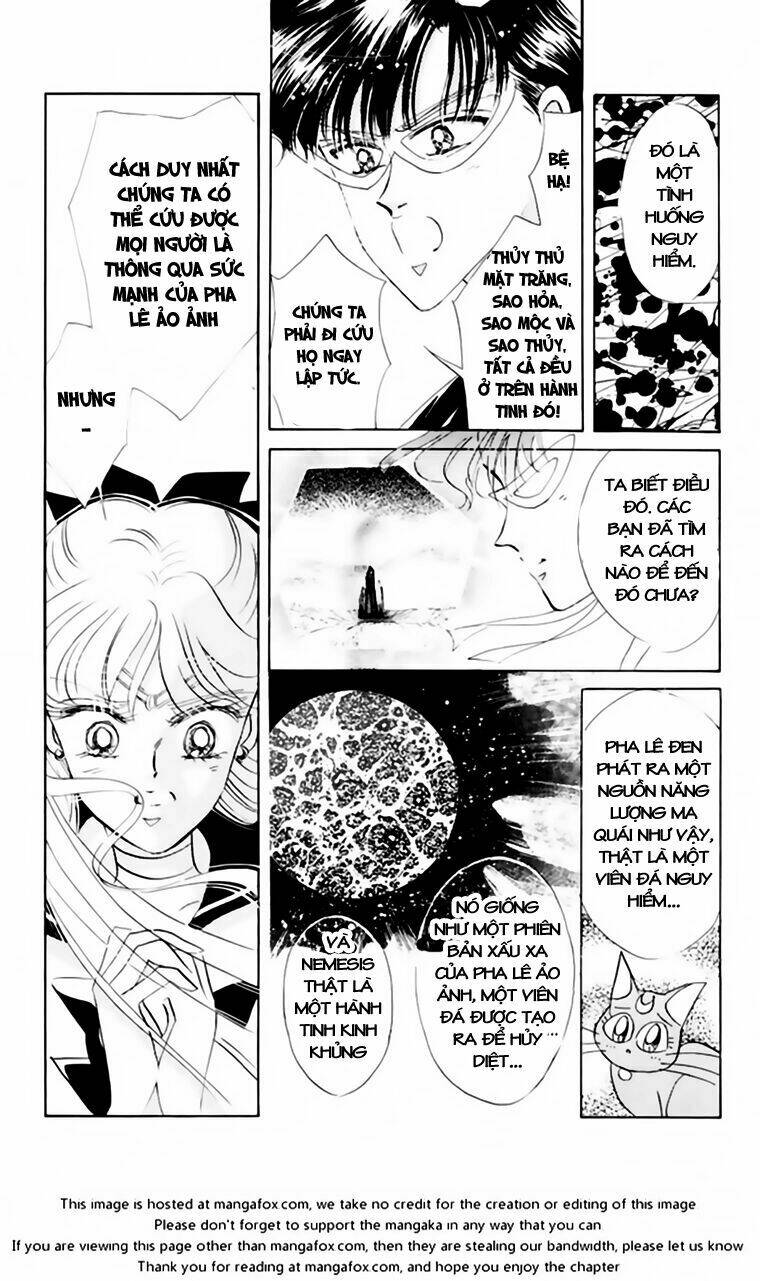 ĐÓ LÀ
MỘT
TÌNH
HUỐNG
NGUY
HIỂM.
BỆ
HẠ!
THỦY THỦ
MẶT TRĂNG,
SAO HỎA,
SAO MỘC VÀ
SAO THỦY,
TẤT CẢ ĐỀU
Ở TRÊN HÀNH
TINH ĐÓ!
CHÚNG TA
PHẢI ĐI CỨU
HỌ NGAY
LẬP TỨC.
TA BIẾT ĐIỀU
ĐÓ. CÁC
BẠN ĐÃ TÌM
RA CÁCH
NÀO ĐỂ ĐẾN
ĐÓ CHƯA?
PHA LÊ ĐEN
PHÁT RA MỘT
NGUỒN NĂNG
LƯỢNG MA
QUÁI NHƯ VẬY,
THẬT LÀ MỘT
VIÊN ĐÁ NGUY
HIỂM...
NÓ GIỐNG
NHƯ MỘT PHIÊN
BẢN XẤU XA
CỦA PHA LÊ ẢO
ẢNH, MỘT VIÊN
ĐÁ ĐƯỢC TẠO
RA ĐỂ HỦY
DIỆT...
...
VÀ
NEMESIS
THẬT LÀ
MỘT HÀNH
TINH KINH
KHỦNG
CÁCH DUY NHẤT
CHÚNG TA CÓ
THỂ CỨU ĐƯỢC
MỌI NGƯỜI LÀ
THÔNG QUA SỨC
MẠNH CỦA PHA
LÊ ẢO ẢNH
NHƯNG
-
This image is hosted at mangafox.com, we take no credit for the creation or editing of this image
Please don't forget to support the mangaka in any way that you can
If you are viewing this page other than mangafox.com, then they are stealing our bandwidth, please let us know
Thank you for reading at mangafox.com, and hope you enjoy the chapter